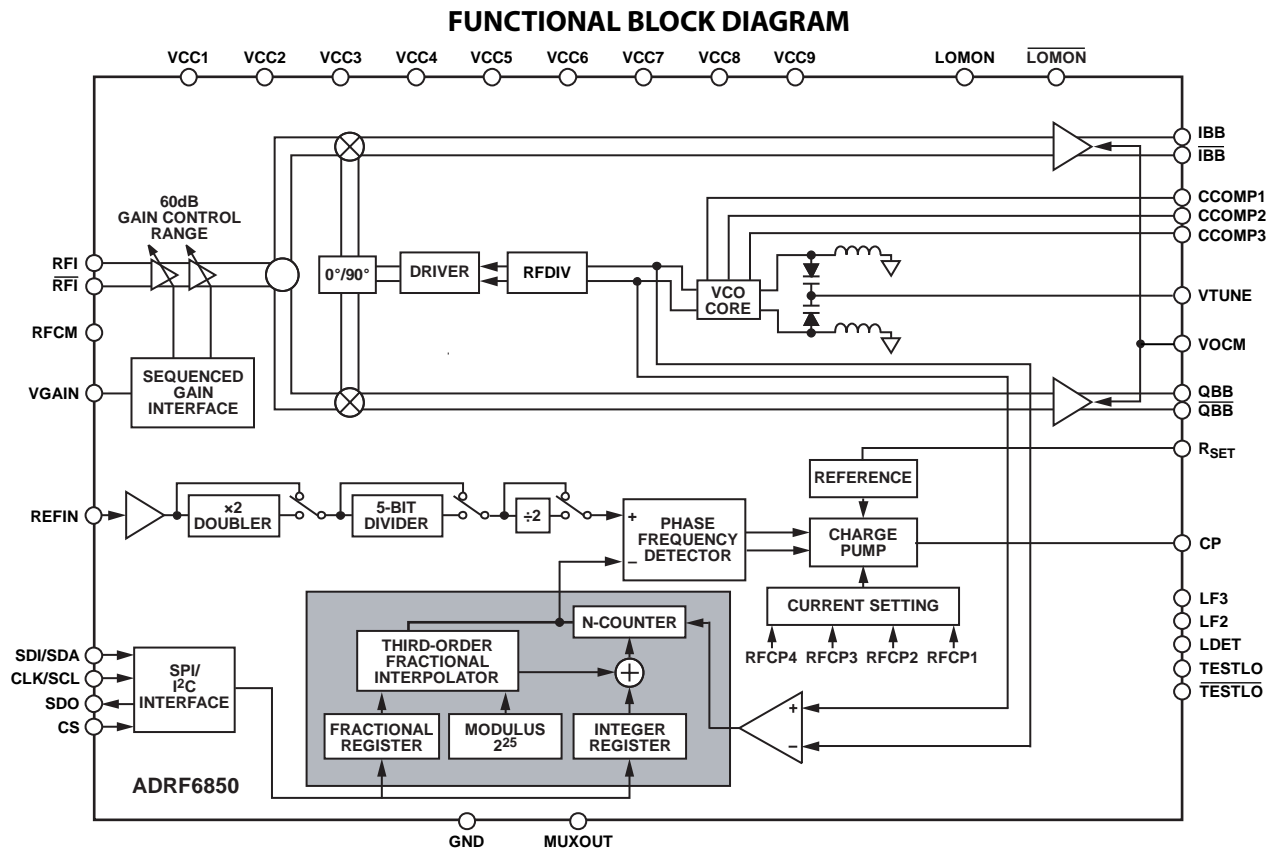 FUNCTIONAL BLOCK DIAGRAM
VCC1 VCC2 VCC3 VCC4 VCC5 VCC6 VCC7 VCC8 VCC9 LOMON LOMON
IBB
IBB
60dB
GAIN CONTROL
RANGE
CCOMP1
CCOMP2
CCOMP3
RFI
RFI
0°/90°
DRIVER
RFDIV
VCO
CORE
VTUNE
RFCM
VOCM
VGAIN
SEQUENCED
GAIN
INTERFACE
QBB
QBB
RSET
REFERENCE
REFIN
×2
DOUBLER
5-BIT
DIVIDER
÷2
+
–
PHASE
FREQUENCY
DETECTOR
CHARGE
PUMP
CP
CURRENT SETTING
RFCP4 RFCP3 RFCP2 RFCP1
LF3
LF2
LDET
TESTLO
TESTLO
N-COUNTER
THIRD-ORDER
FRACTIONAL
INTERPOLATOR
+
SDI/SDA
CLK/SCL
SDO
CS
SPI/
I2C
INTERFACE
FRACTIONAL
REGISTER
MODULUS
225
INTEGER
REGISTER
+
–
ADRF6850
GND MUXOUT